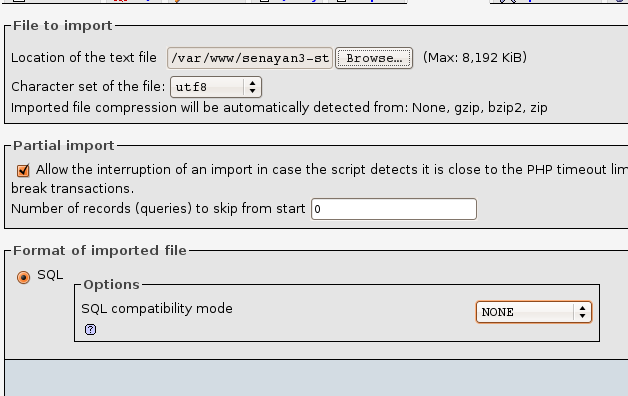 File to import
Location of the text file /var/www/senayan3-st Browse... (Max: 8,192 KiB)
Character set of the file: utf8
Imported file compression will be automatically detected from: None, gzip, bzip2, zip
Partial import
Allow the interruption of an import in case the script detects it is close to the PHP timeout lim
break transactions.
Number of records (queries) to skip from start 0
Format of imported file
SQL
Options
SQL compatibility mode NONE
?